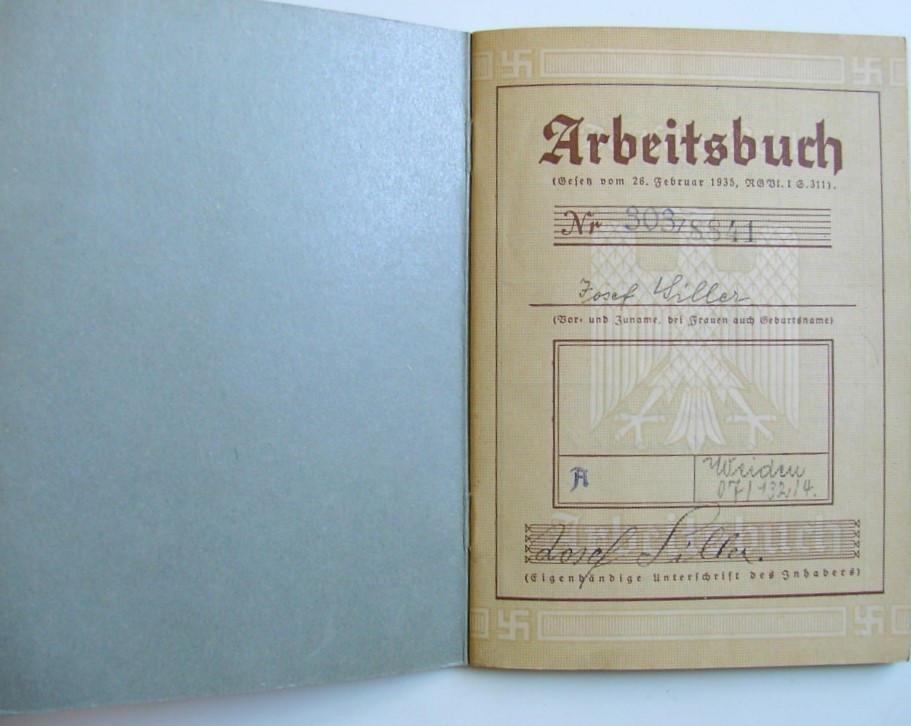 Arbeitsbuch
(Gesetz vom 26. Februar 1935, RGBl. I S. 311).
Nr 303/8841
Josef Siller
(Vor- und Zuname, bei Frauen auch Geburtsname)
A
Weiden
07/132/4.
Josef Siller.
(Eigenhändige Unterschrift des Inhabers)